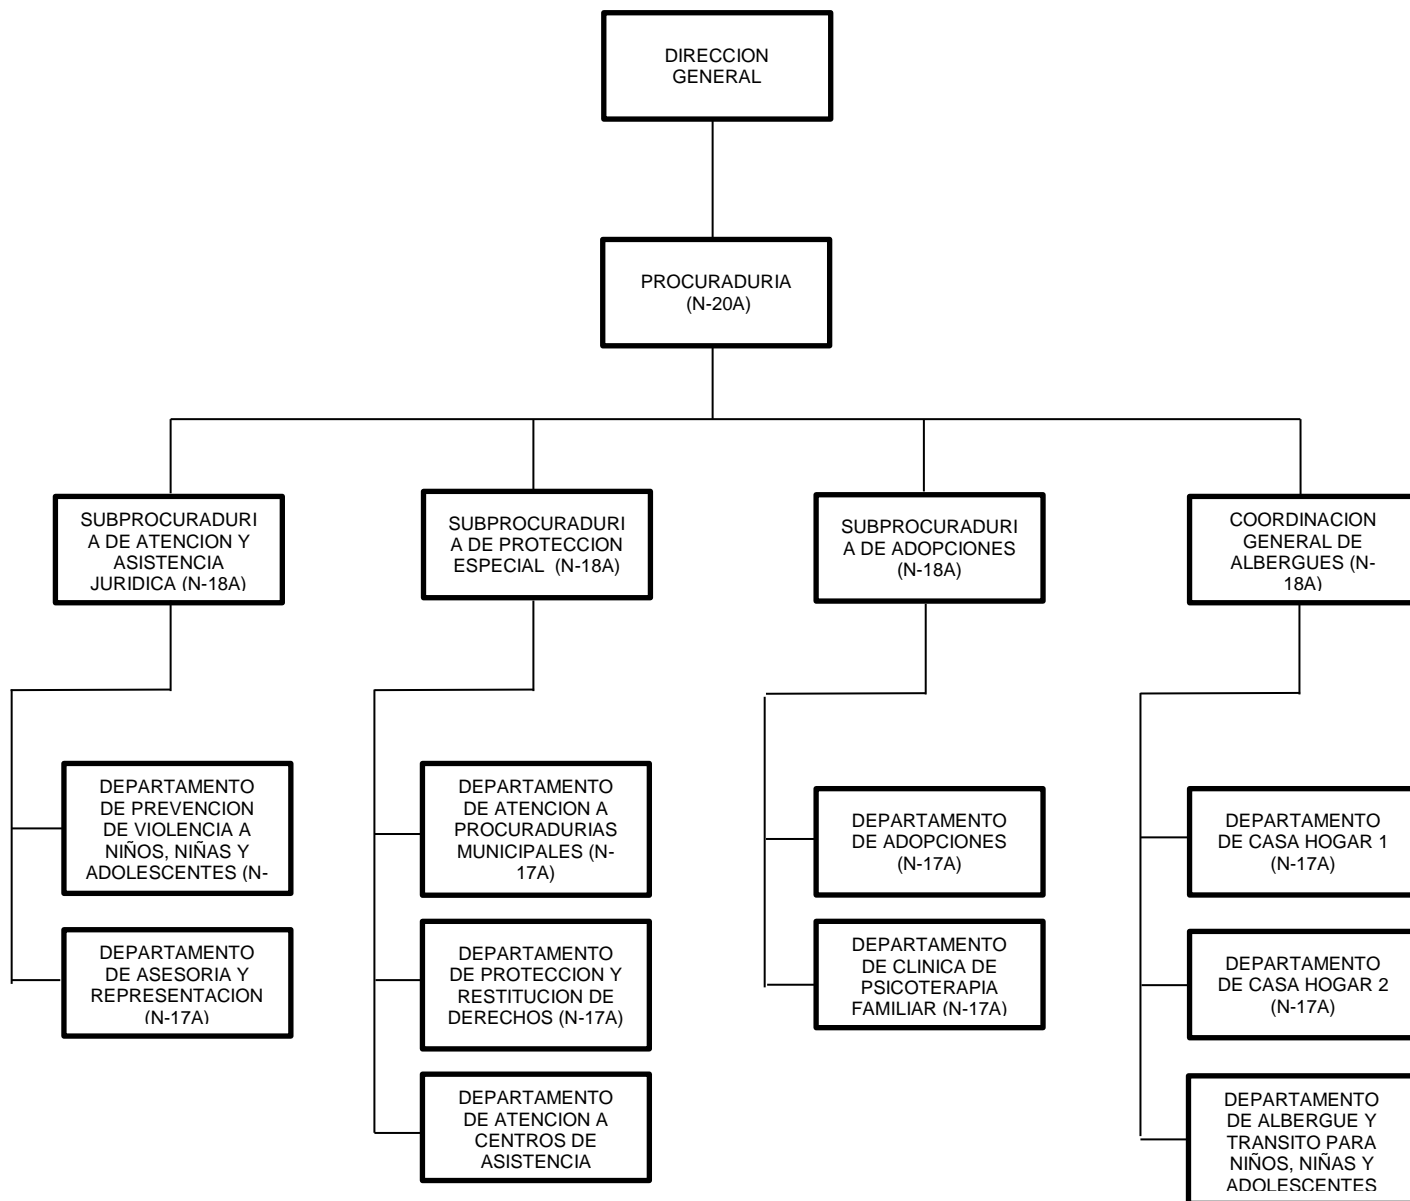 DIRECCION
GENERAL
PROCURADURIA
(N-20A)
SUBPROCURADURI
A DE ATENCION Y
ASISTENCIA
JURIDICA (N-18A)
SUBPROCURADURI
A DE PROTECCION
ESPECIAL (N-18A)
SUBPROCURADURI
A DE ADOPCIONES
(N-18A)
COORDINACION
GENERAL DE
ALBERGUES (N-
18A)
DEPARTAMENTO
DE PREVENCION
DE VIOLENCIA A
NIÑOS, NIÑAS Y
ADOLESCENTES (N-
DEPARTAMENTO
DE ATENCION A
PROCURADURIAS
MUNICIPALES (N-
17A)
DEPARTAMENTO
DE ADOPCIONES
(N-17A)
DEPARTAMENTO
DE CASA HOGAR 1
(N-17A)
DEPARTAMENTO
DE ASESORIA Y
REPRESENTACION
(N-17A)
DEPARTAMENTO
DE PROTECCION Y
RESTITUCION DE
DERECHOS (N-17A)
DEPARTAMENTO
DE CLINICA DE
PSICOTERAPIA
FAMILIAR (N-17A)
DEPARTAMENTO
DE CASA HOGAR 2
(N-17A)
DEPARTAMENTO
DE ATENCION A
CENTROS DE
ASISTENCIA
DEPARTAMENTO
DE ALBERGUE Y
TRANSITO PARA
NIÑOS, NIÑAS Y
ADOLESCENTES